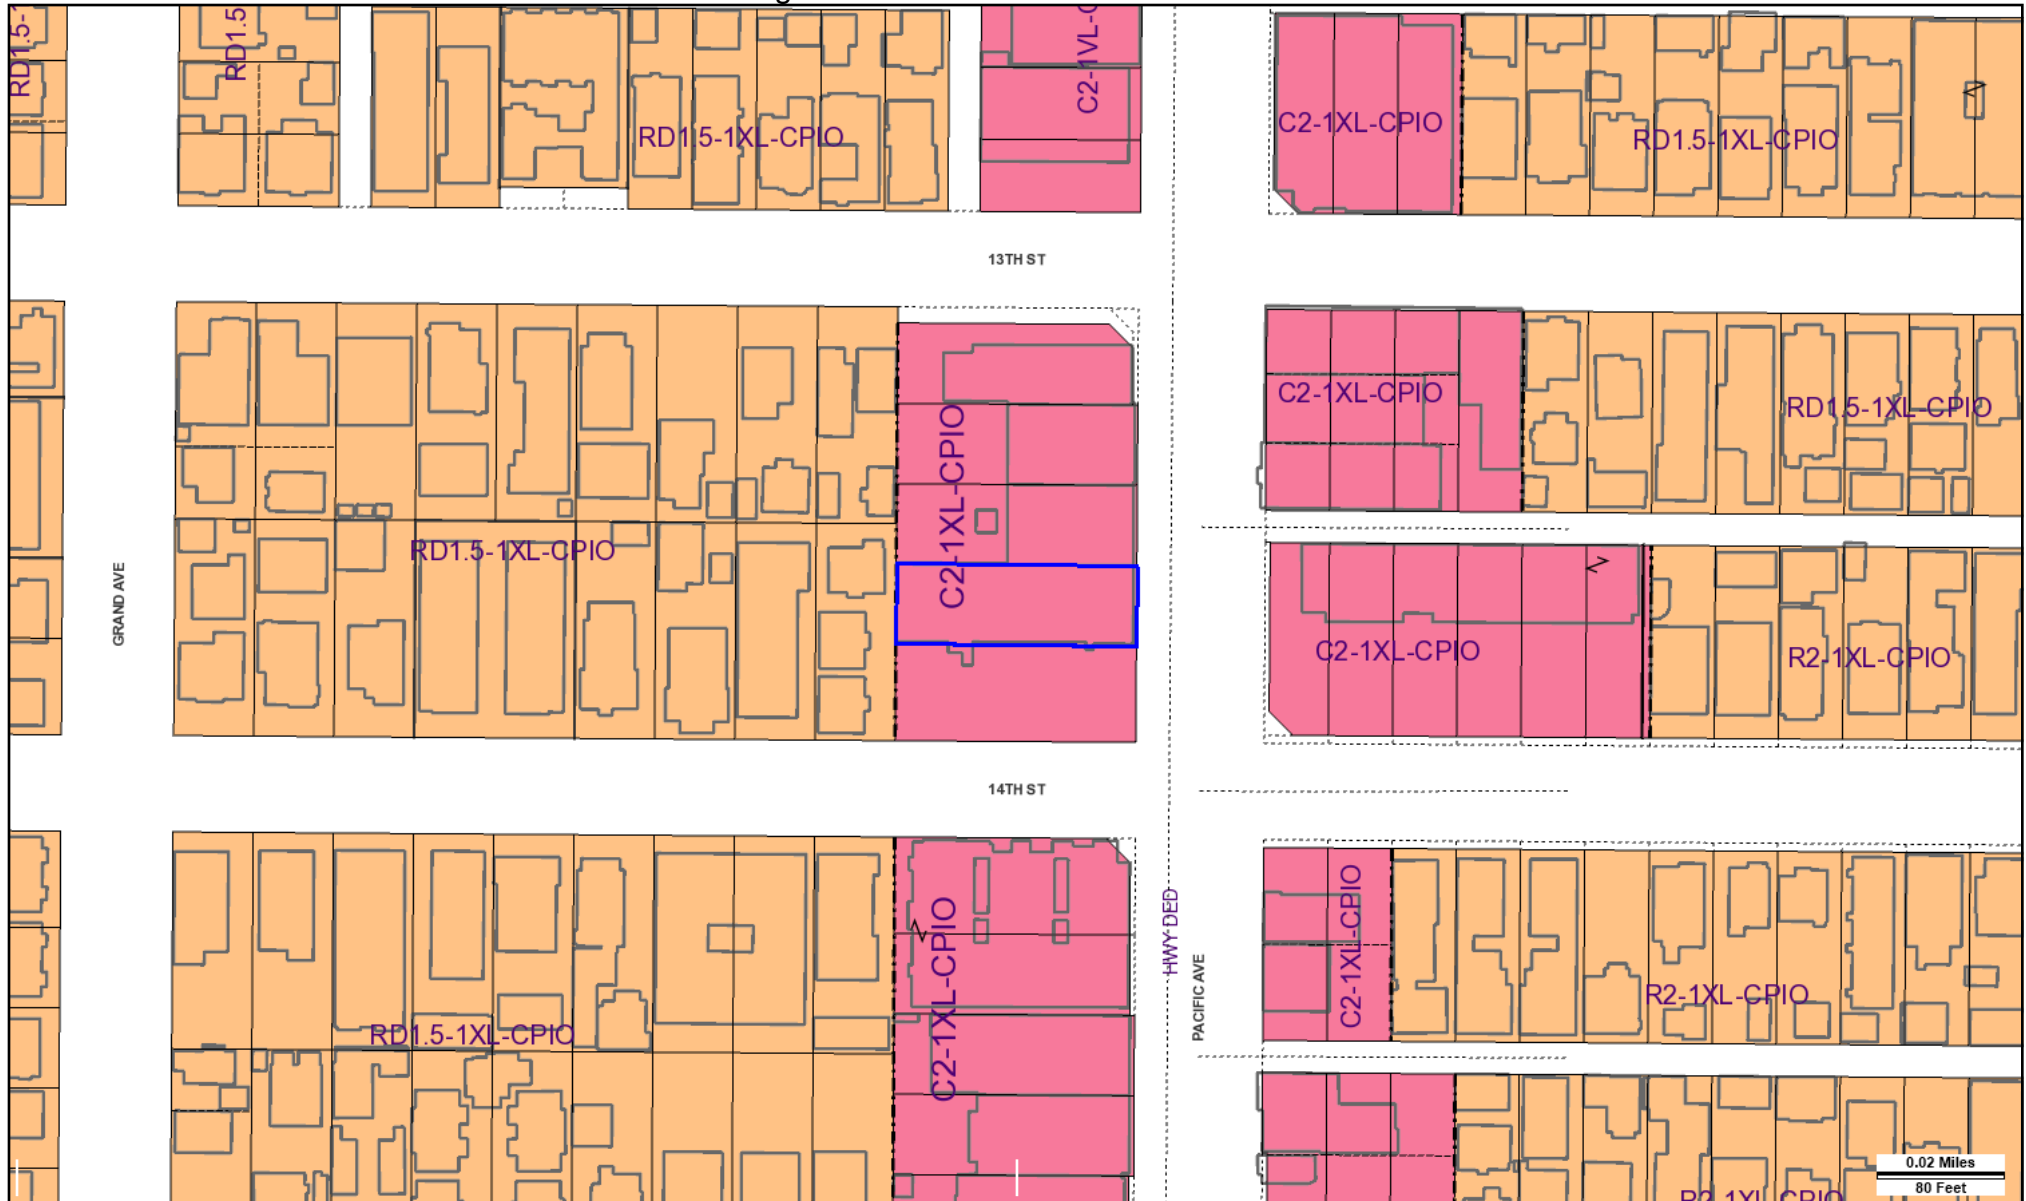 RD1.5-
RD1.5
RD1.5-1XL-CPIO
C2-1VL-C
C2-1XL-CPIO
RD1.5-1XL-CPIO
13TH ST
C2-1XL-CPIO
C2-1XL-CPIO
RD1.5-1XL-CPIO
RD1.5-1XL-CPIO
GRAND AVE
C2-1XL-CPIO
R2-1XL-CPIO
14TH ST
HWY DED
PACIFIC AVE
C2-1XL-CPIO
C2-1XL-CPIO
R2-1XL-CPIO
RD1.5-1XL-CPIO
0.02 Miles
80 Feet
R2-1XL-CPIO